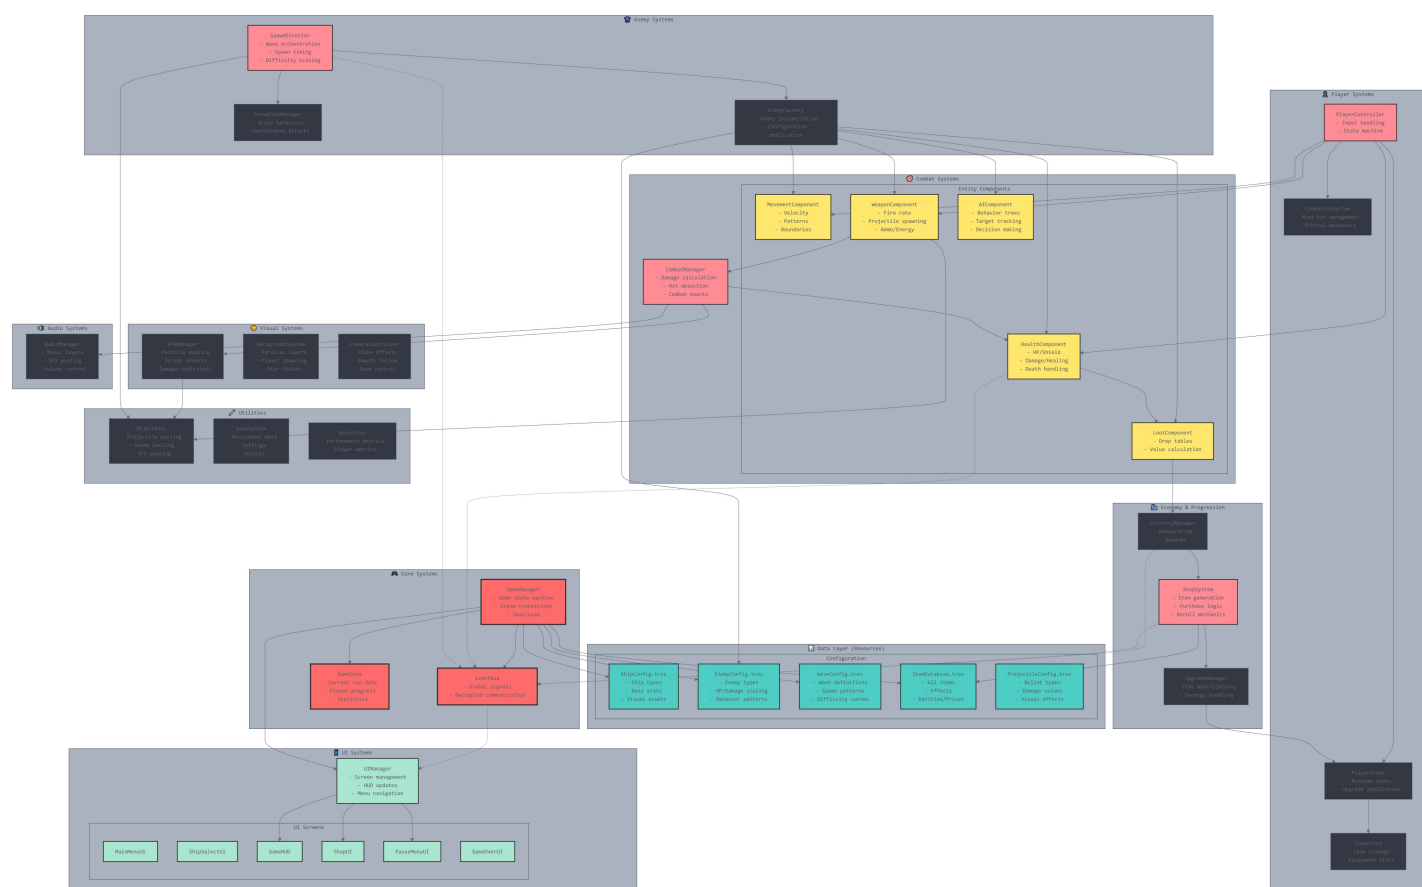 Enemy Systems
SpawnDirector
- Wave orchestration
- Spawn timing
- Difficulty scaling
FormationManager
- Group behaviors
- Coordinated attacks
EnemyFactory
- Enemy instantiation
- Configuration
application
Player Systems
PlayerController
- Input handling
- State machine
CompanionSystem
- Mini-bot management
- Orbital mechanics
Combat Systems
Entity Components
MovementComponent
- Velocity
- Patterns
- Boundaries
WeaponComponent
- Fire rate
- Projectile spawning
- Ammo/Energy
AIComponent
- Behavior trees
- Target tracking
- Decision making
CombatManager
- Damage calculation
- Hit detection
- Combat events
HealthComponent
- HP/Shield
- Damage/Healing
- Death handling
LootComponent
- Drop tables
- Value calculation
Audio Systems
AudioManager
- Music layers
- SFX pooling
- Volume control
Visual Systems
VFXManager
- Particle pooling
- Screen effects
- Damage indicators
BackgroundSystem
- Parallax layers
- Planet spawning
- Star fields
CameraController
- Shake effects
- Smooth follow
- Zoom control
Utilities
ObjectPool
- Projectile pooling
- Enemy pooling
- VFX pooling
SaveSystem
- Persistent data
- Settings
- Unlocks
Analytics
- Performance metrics
- Player metrics
Economy & Progression
CurrencyManager
- Money/Scrap
- Rewards
ShopSystem
- Item generation
- Purchase logic
- Reroll mechanics
UpgradeManager
- Stat modifications
- Synergy handling
Core Systems
GameManager
- Game state machine
- Scene transitions
- Save/Load
GameData
- Current run data
- Player progress
- Statistics
EventBus
- Global signals
- Decoupled communication
Data Layer (Resources)
Configuration
ShipConfig.tres
- Ship types
- Base stats
- Visual assets
EnemyConfig.tres
- Enemy types
- HP/Damage scaling
- Behavior patterns
WaveConfig.tres
- Wave definitions
- Spawn patterns
- Difficulty curves
ItemDatabase.tres
- All items
- Effects
- Rarities/Prices
ProjectileConfig.tres
- Bullet types
- Damage values
- Visual effects
PlayerStats
- Runtime stats
- Upgrade application
Inventory
- Item storage
- Equipment slots
UI Systems
UIManager
- Screen management
- HUD updates
- Menu navigation
UI Screens
MainMenuUI
ShipSelectUI
GameHUD
ShopUI
PauseMenuUI
GameOverUI